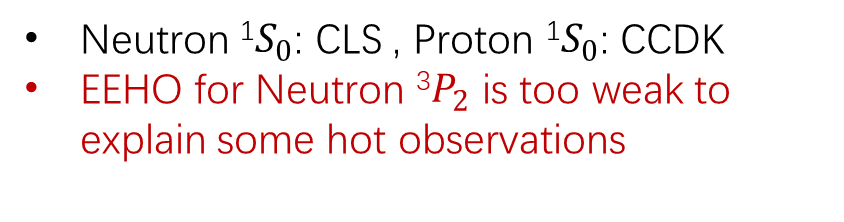 • Neutron ¹S₀: CLS , Proton ¹S₀: CCDK
• EEHO for Neutron ³P₂ is too weak to
explain some hot observations